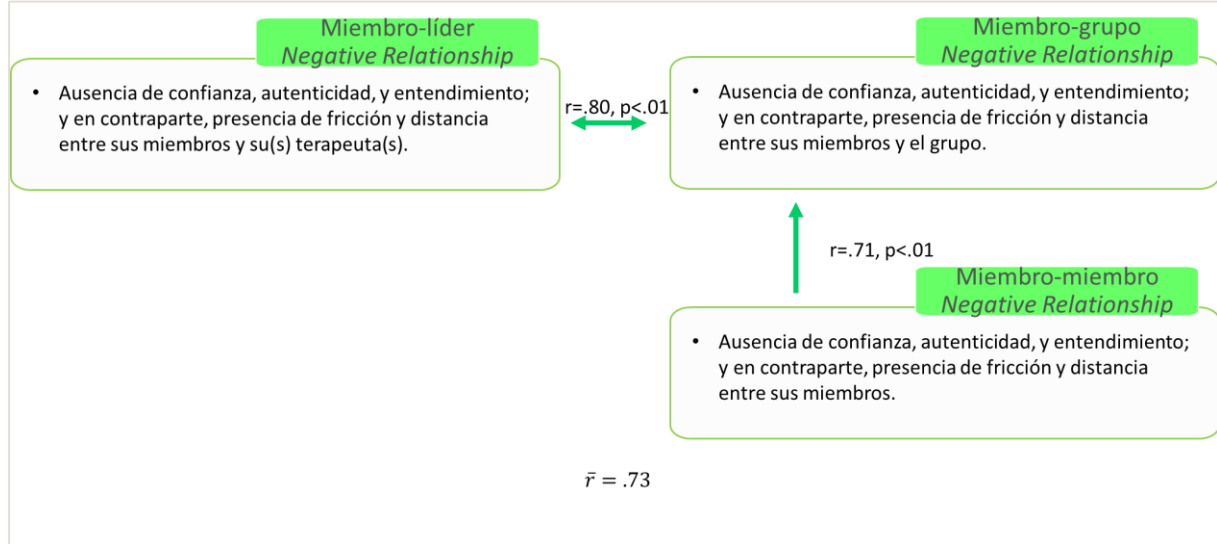 Miembro-líder
Negative Relationship
• Ausencia de confianza, autenticidad, y entendimiento;
y en contraparte, presencia de fricción y distancia
entre sus miembros y su(s) terapeuta(s).
r=.80, p<.01
Miembro-grupo
Negative Relationship
• Ausencia de confianza, autenticidad, y entendimiento;
y en contraparte, presencia de fricción y distancia
entre sus miembros y el grupo.
r=.71, p<.01
Miembro-miembro
Negative Relationship
• Ausencia de confianza, autenticidad, y entendimiento;
y en contraparte, presencia de fricción y distancia
entre sus miembros.
r̄ = .73